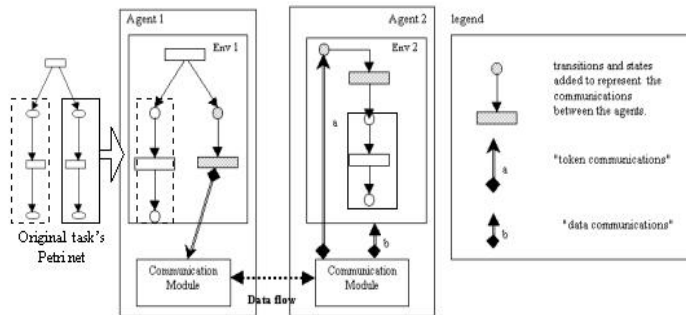 Agent 1
Env 1
Agent 2
Env 2
legend
transitions and states
added to represent the
communications
between the agents.
a
a
"token communications"
Original task's
Petri net
b
b
"data communications"
Communication
Module
Data flow
Communication
Module